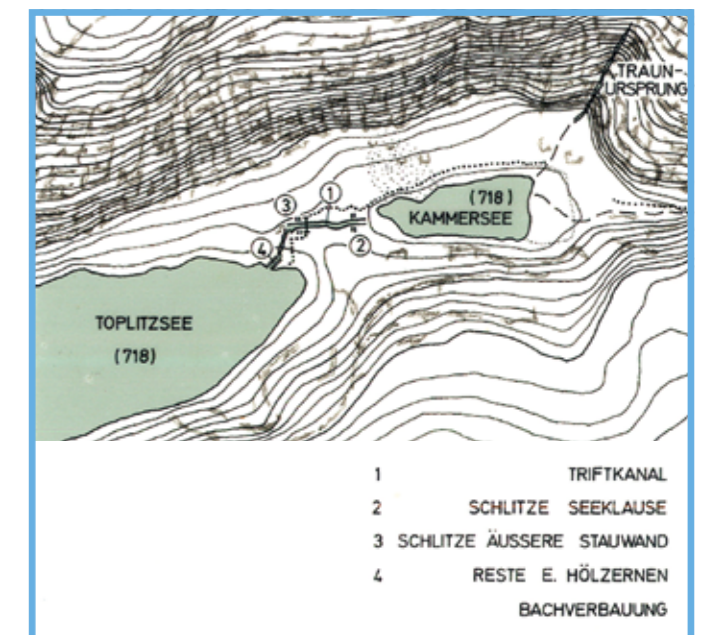 TRAUN-
URSPRUNG
(718)
KAMMERSEE
1
3
2
4
TOPLITZSEE
(718)
1 TRIFTKANAL
2 SCHLITZE SEEKLAUSE
3 SCHLITZE ÄUSSERE STAUWAND
4 RESTE E. HÖLZERNEN
BACHVERBAUUNG